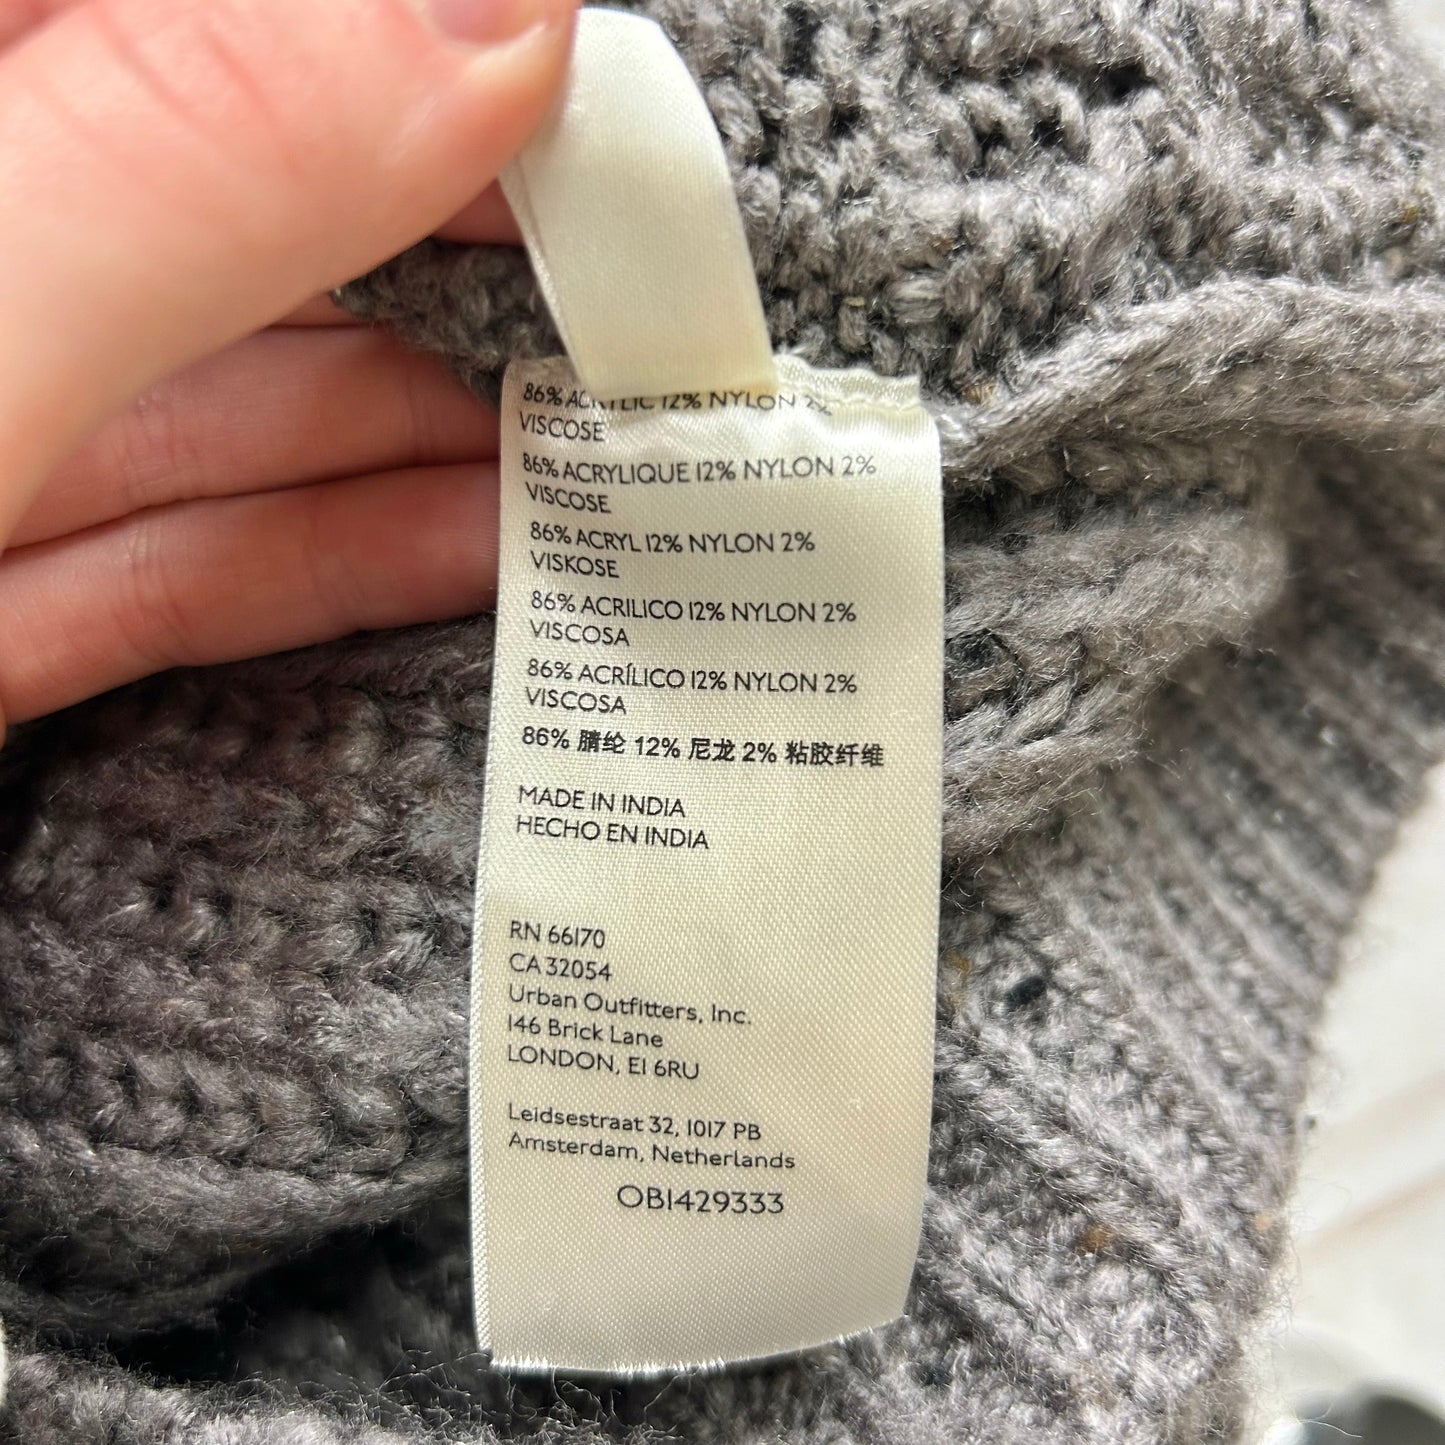 86% ACRYLIC 12% NYLON 2%
VISCOSE
86% ACRYLIQUE 12% NYLON 2%
VISCOSE
86% ACRYL 12% NYLON 2%
VISKOSE
86% ACRILICO 12% NYLON 2%
VISCOSA
86% ACRÍLICO 12% NYLON 2%
VISCOSA
86% 腈纶 12% 尼龙 2% 粘胶纤维
MADE IN INDIA
HECHO EN INDIA
RN 66170
CA 32054
Urban Outfitters, Inc.
146 Brick Lane
LONDON, E1 6RU
Leidsestraat 32, 1017 PB
Amsterdam, Netherlands
OB1429333